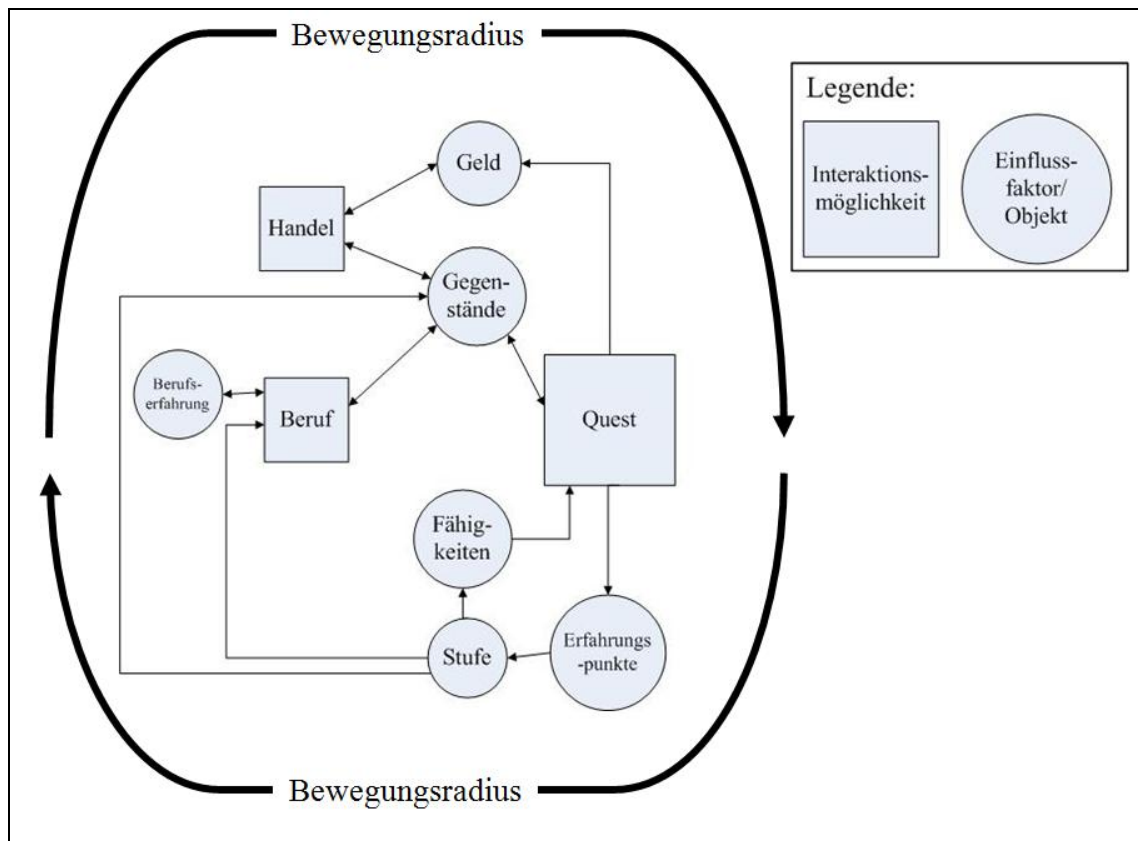 Bewegungsradius
Legende:
Interaktions-
möglichkeit
Einfluss-
faktor/
Objekt
Geld
Handel
Gegen-
stände
Berufs-
erfahrung
Beruf
Quest
Fähig-
keiten
Stufe
Erfahrungs
-punkte
Bewegungsradius